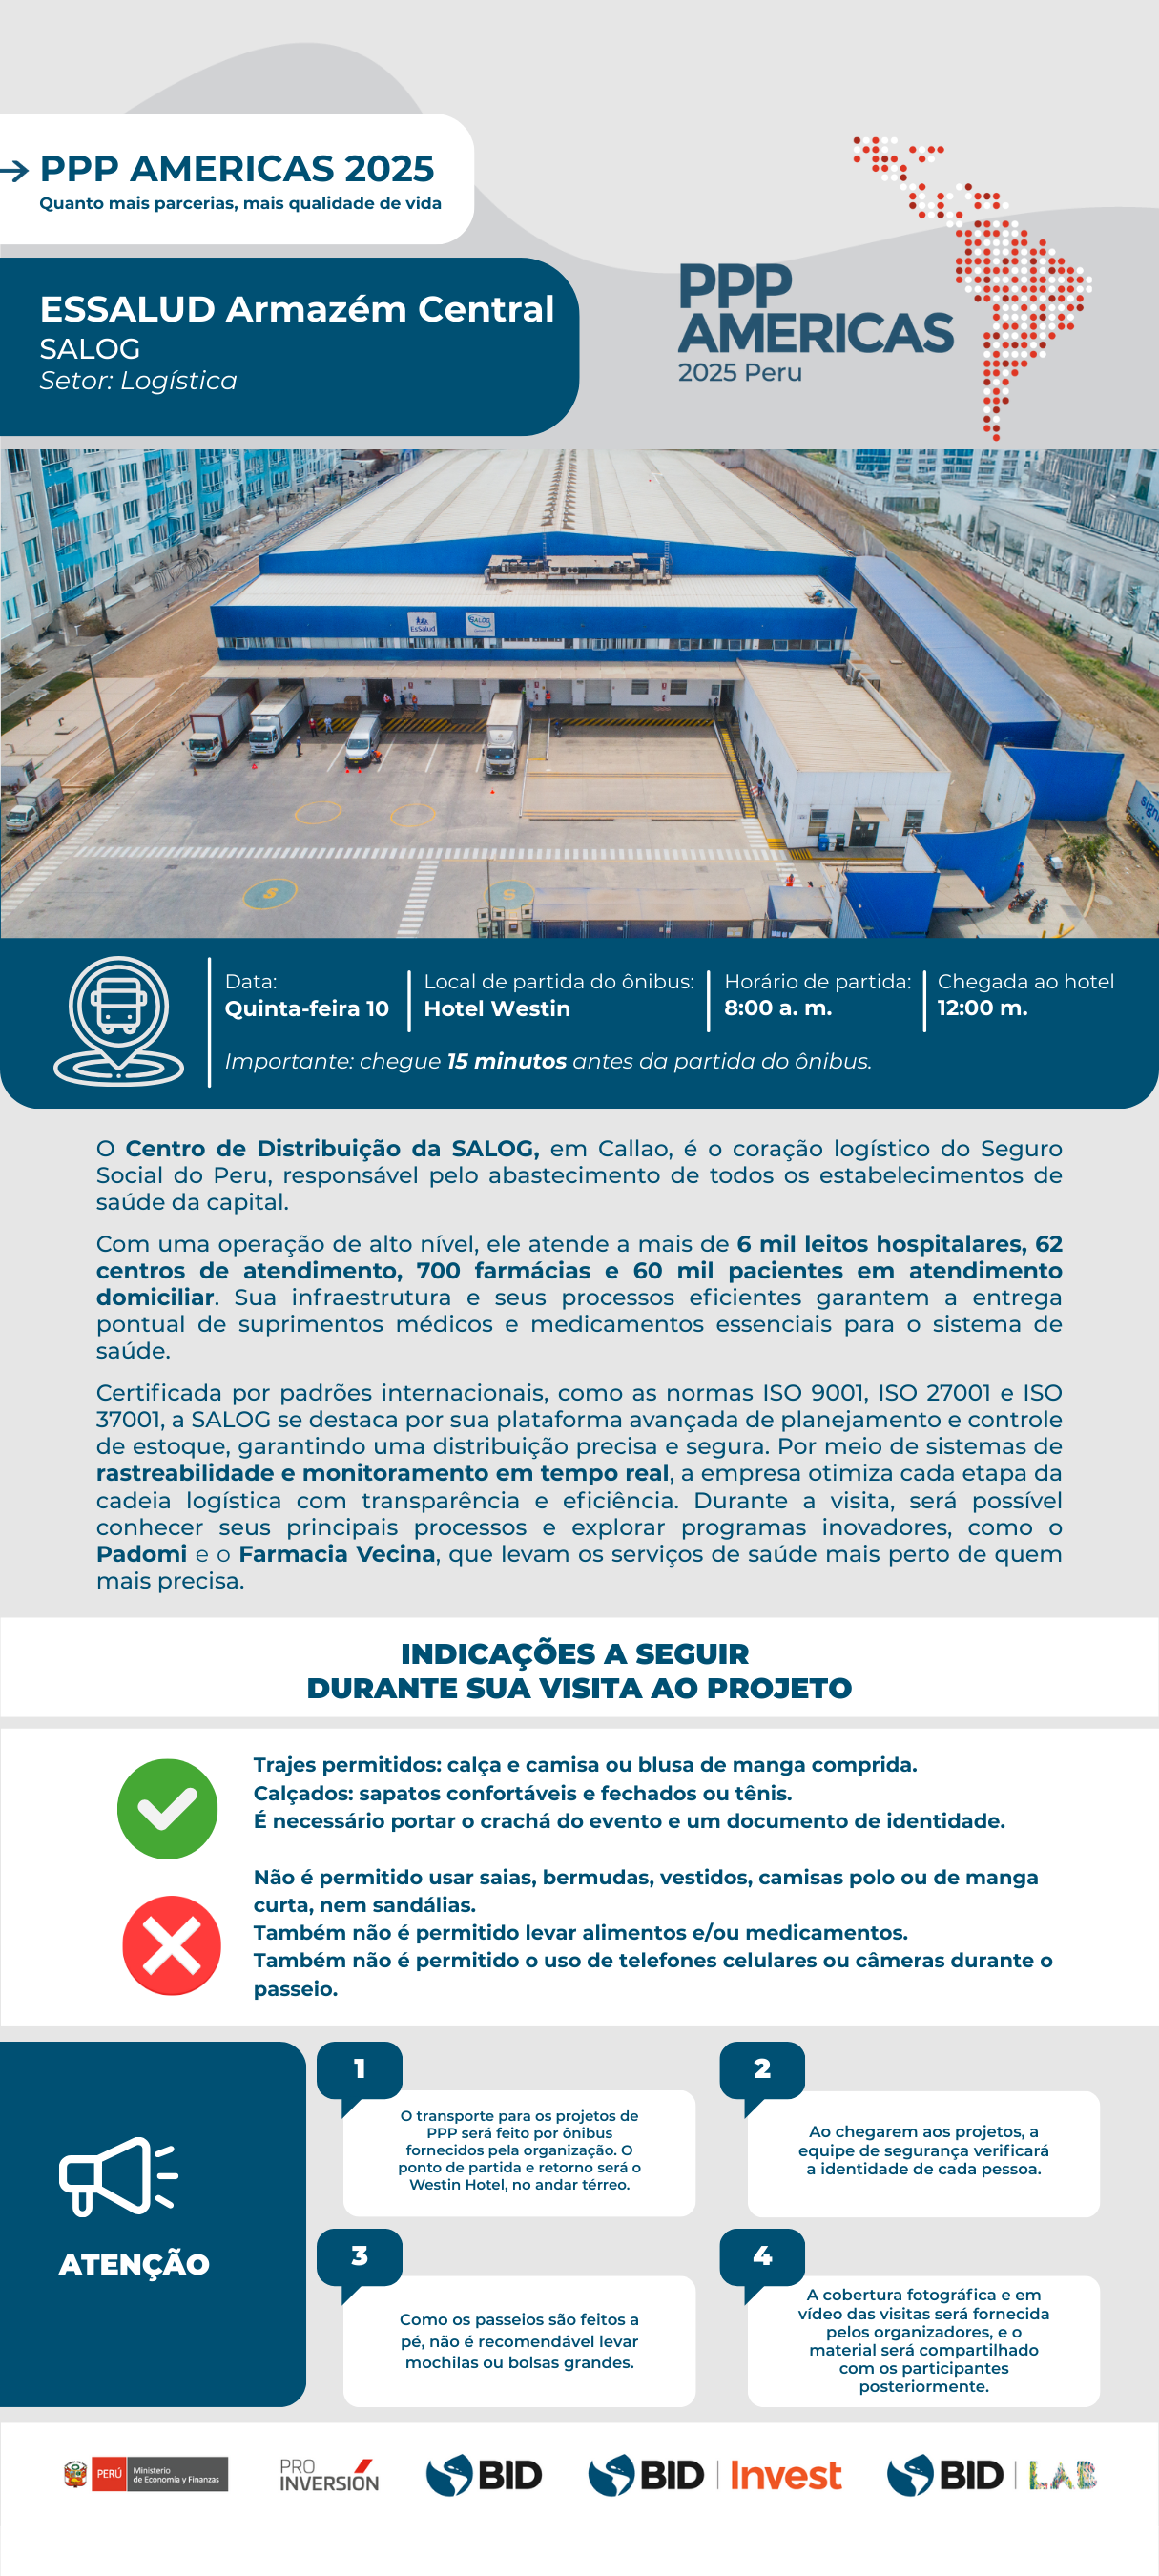 PPP AMERICAS 2025
Quanto mais parcerias, mais qualidade de vida
ESSALUD Armazém Central
SALOG
Setor: Logística
PPP
AMERICAS
2025 Peru
EsSalud
SALOG
S
S
Data:
Quinta-feira 10
Local de partida do ônibus:
Hotel Westin
Horário de partida:
8:00 a. m.
Chegada ao hotel
12:00 m.
Importante: chegue 15 minutos antes da partida do ônibus.
O Centro de Distribuição da SALOG, em Callao, é o coração logístico do Seguro
Social do Peru, responsável pelo abastecimento de todos os estabelecimentos de
saúde da capital.
Com uma operação de alto nível, ele atende a mais de 6 mil leitos hospitalares, 62
centros de atendimento, 700 farmácias e 60 mil pacientes em atendimento
domiciliar. Sua infraestrutura e seus processos eficientes garantem a entrega
pontual de suprimentos médicos e medicamentos essenciais para o sistema de
saúde.
Certificada por padrões internacionais, como as normas ISO 9001, ISO 27001 e ISO
37001, a SALOG se destaca por sua plataforma avançada de planejamento e controle
de estoque, garantindo uma distribuição precisa e segura. Por meio de sistemas de
rastreabilidade e monitoramento em tempo real, a empresa otimiza cada etapa da
cadeia logística com transparência e eficiência. Durante a visita, será possível
conhecer seus principais processos e explorar programas inovadores, como o
Padomi e o Farmacia Vecina, que levam os serviços de saúde mais perto de quem
mais precisa.
INDICAÇÕES A SEGUIR
DURANTE SUA VISITA AO PROJETO
Trajes permitidos: calça e camisa ou blusa de manga comprida.
Calçados: sapatos confortáveis e fechados ou tênis.
É necessário portar o crachá do evento e um documento de identidade.
Não é permitido usar saias, bermudas, vestidos, camisas polo ou de manga
curta, nem sandálias.
Também não é permitido levar alimentos e/ou medicamentos.
Também não é permitido o uso de telefones celulares ou câmeras durante o
passeio.
ATENÇÃO
1
O transporte para os projetos de
PPP será feito por ônibus
fornecidos pela organização. O
ponto de partida e retorno será o
Westin Hotel, no andar térreo.
2
Ao chegarem aos projetos, a
equipe de segurança verificará
a identidade de cada pessoa.
3
Como os passeios são feitos a
pé, não é recomendável levar
mochilas ou bolsas grandes.
4
A cobertura fotográfica e em
vídeo das visitas será fornecida
pelos organizadores, e o
material será compartilhado
com os participantes
posteriormente.
PERÚ
Ministerio
de Economía y Finanzas
PRO
INVERSIÓN
BID
BID | Invest
BID | LAB